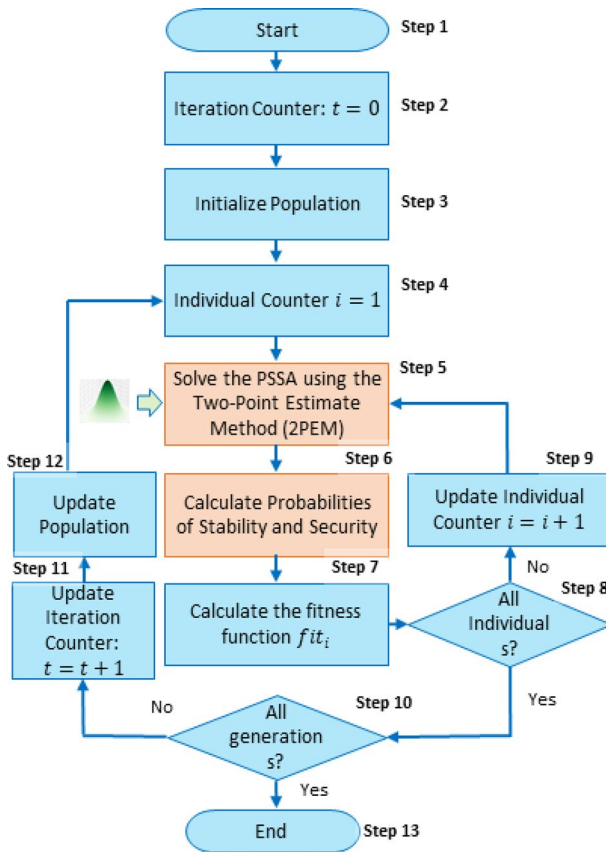 Start
Step 1
Iteration Counter: t = 0
Step 2
Initialize Population
Step 3
Individual Counter i = 1
Step 4
Solve the PSSA using the
Two-Point Estimate
Method (2PEM)
Step 5
Step 6
Calculate Probabilities
of Stability and Security
Step 7
Calculate the fitness
function fit_i
Step 8
All
Individual
s?
No
Step 9
Update Individual
Counter i = i + 1
Yes
Step 10
All
generation
s?
No
Step 11
Update
Iteration
Counter:
t = t + 1
Step 12
Update
Population
Yes
End
Step 13